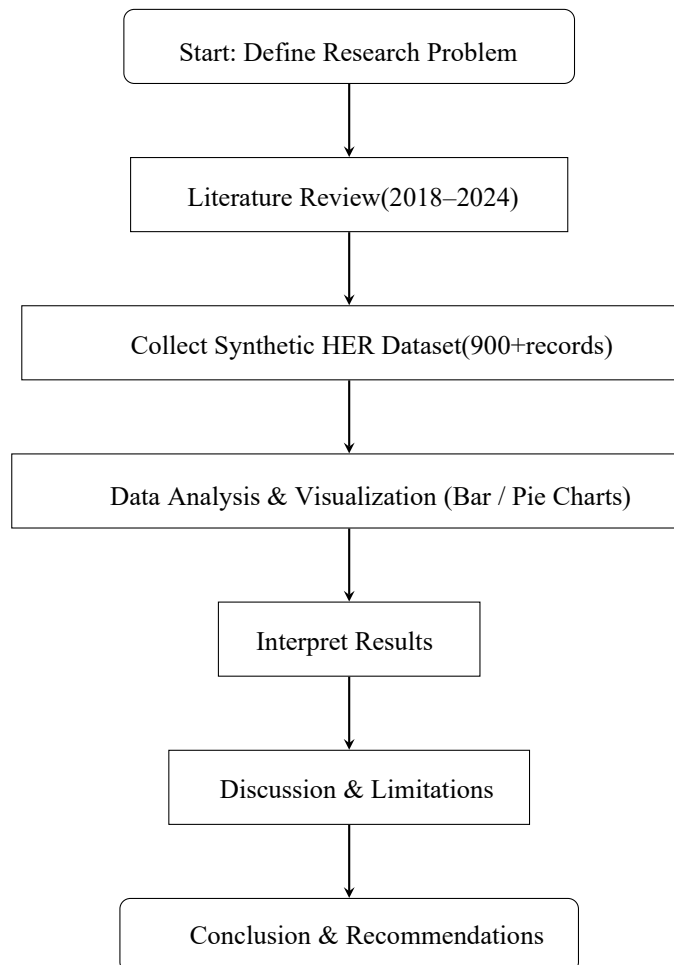 Start: Define Research Problem
Literature Review(2018–2024)
Collect Synthetic HER Dataset(900+records)
Data Analysis & Visualization (Bar / Pie Charts)
Interpret Results
Discussion & Limitations
Conclusion & Recommendations